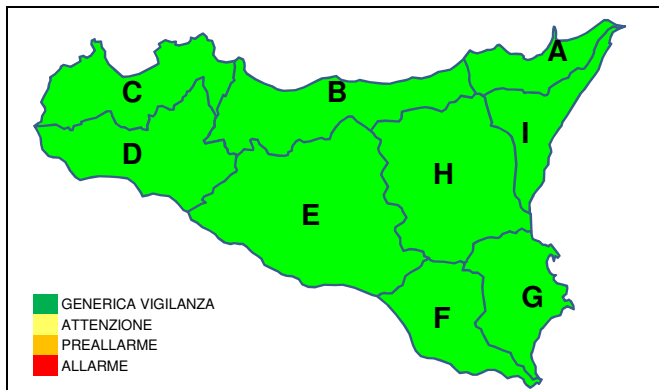 A
B
C
I
D
H
E
G
F
GENERICA VIGILANZA
ATTENZIONE
PREALLARME
ALLARME